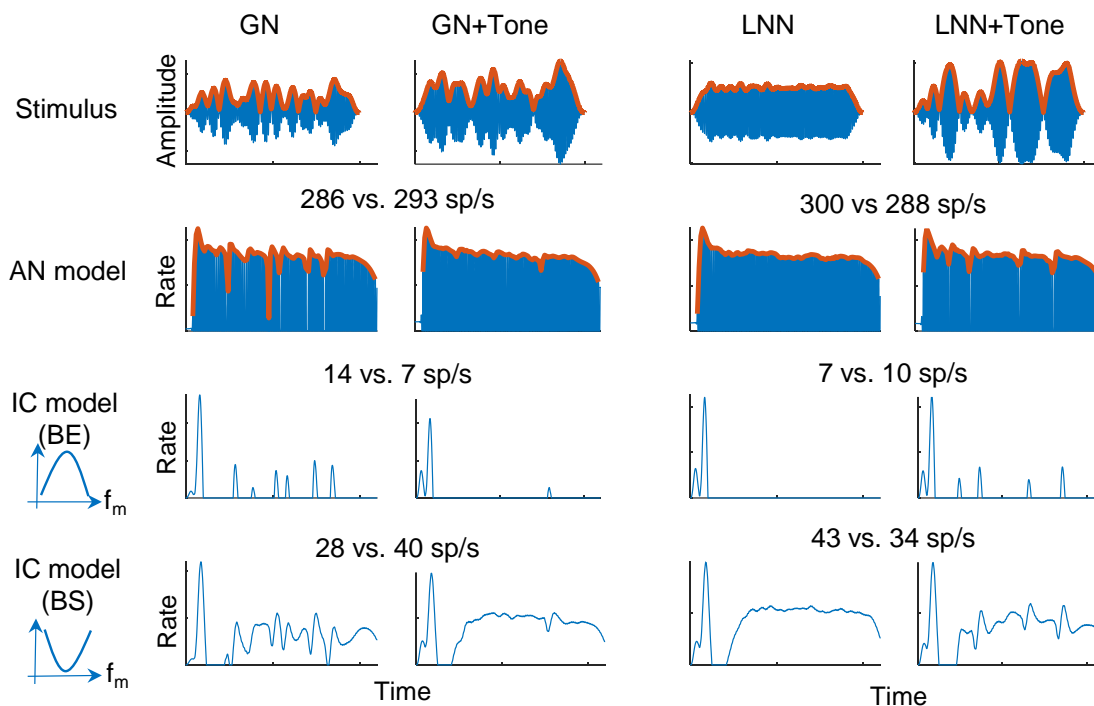 GN GN+Tone LNN LNN+Tone
Stimulus
Amplitude
286 vs. 293 sp/s 300 vs 288 sp/s
AN model
Rate
14 vs. 7 sp/s 7 vs. 10 sp/s
IC model
(BE)
Rate
fm
28 vs. 40 sp/s 43 vs. 34 sp/s
IC model
(BS)
Rate
fm
Time Time